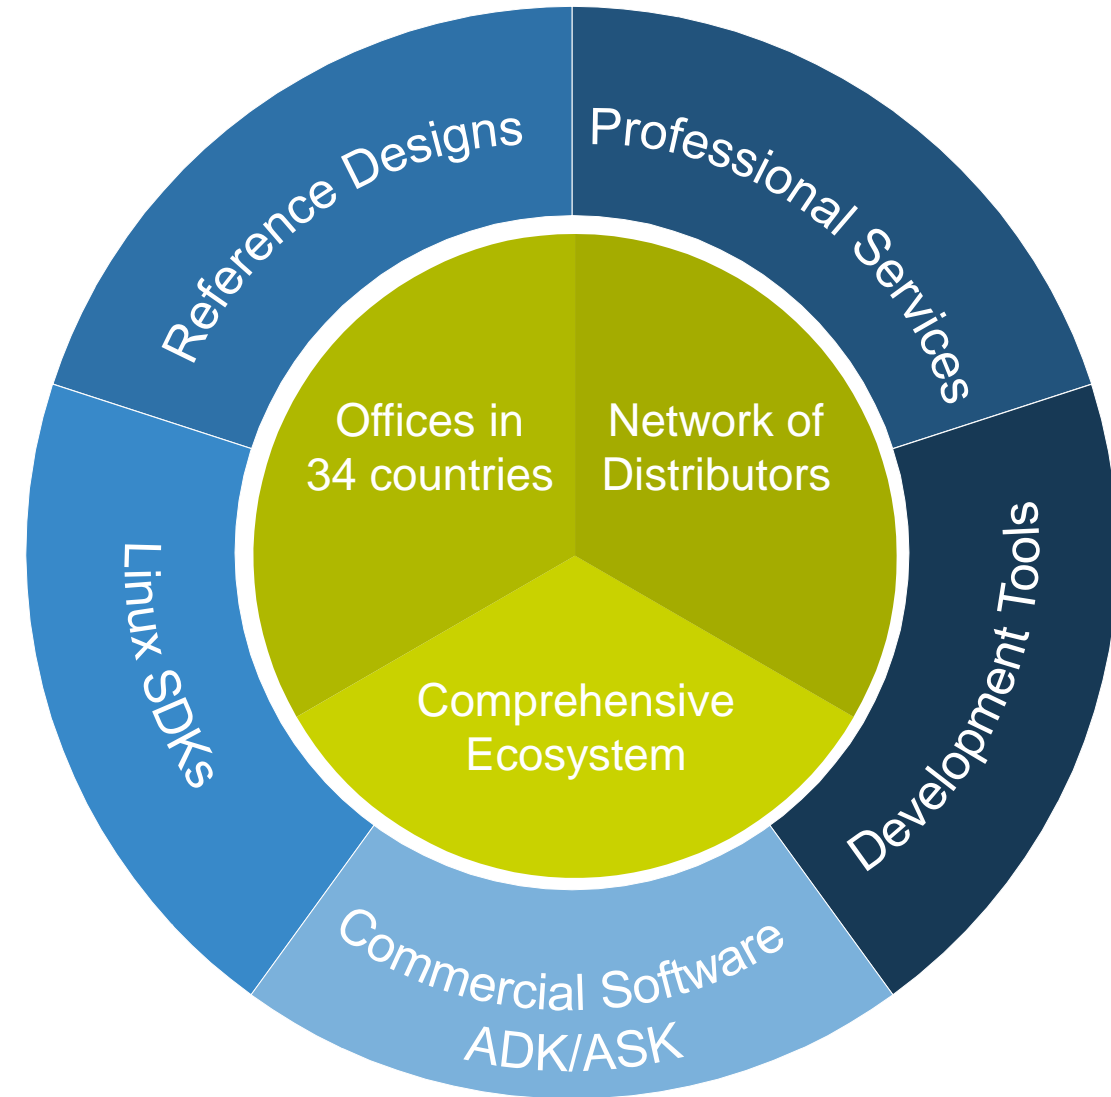 Reference Designs
Professional Services
Offices in
34 countries
Network of
Distributors
Linux SDKs
Development Tools
Comprehensive
Ecosystem
Commercial Software
ADK/ASK